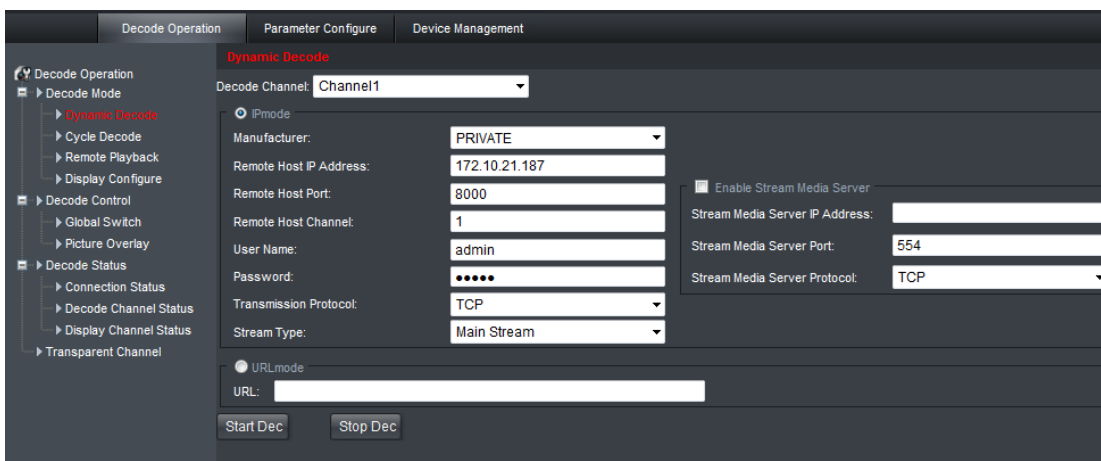 Decode Operation Parameter Configure Device Management
Decode Operation
Decode Mode
Dynamic Decode
Cycle Decode
Remote Playback
Display Configure
Decode Control
Global Switch
Picture Overlay
Decode Status
Connection Status
Decode Channel Status
Display Channel Status
Transparent Channel
Dynamic Decode
Decode Channel: Channel1
IPmode
Manufacturer: PRIVATE
Remote Host IP Address: 172.10.21.187
Remote Host Port: 8000
Remote Host Channel: 1
User Name: admin
Password: •••••
Transmission Protocol: TCP
Stream Type: Main Stream
Enable Stream Media Server
Stream Media Server IP Address:
Stream Media Server Port: 554
Stream Media Server Protocol: TCP
URLmode
URL:
Start Dec Stop Dec